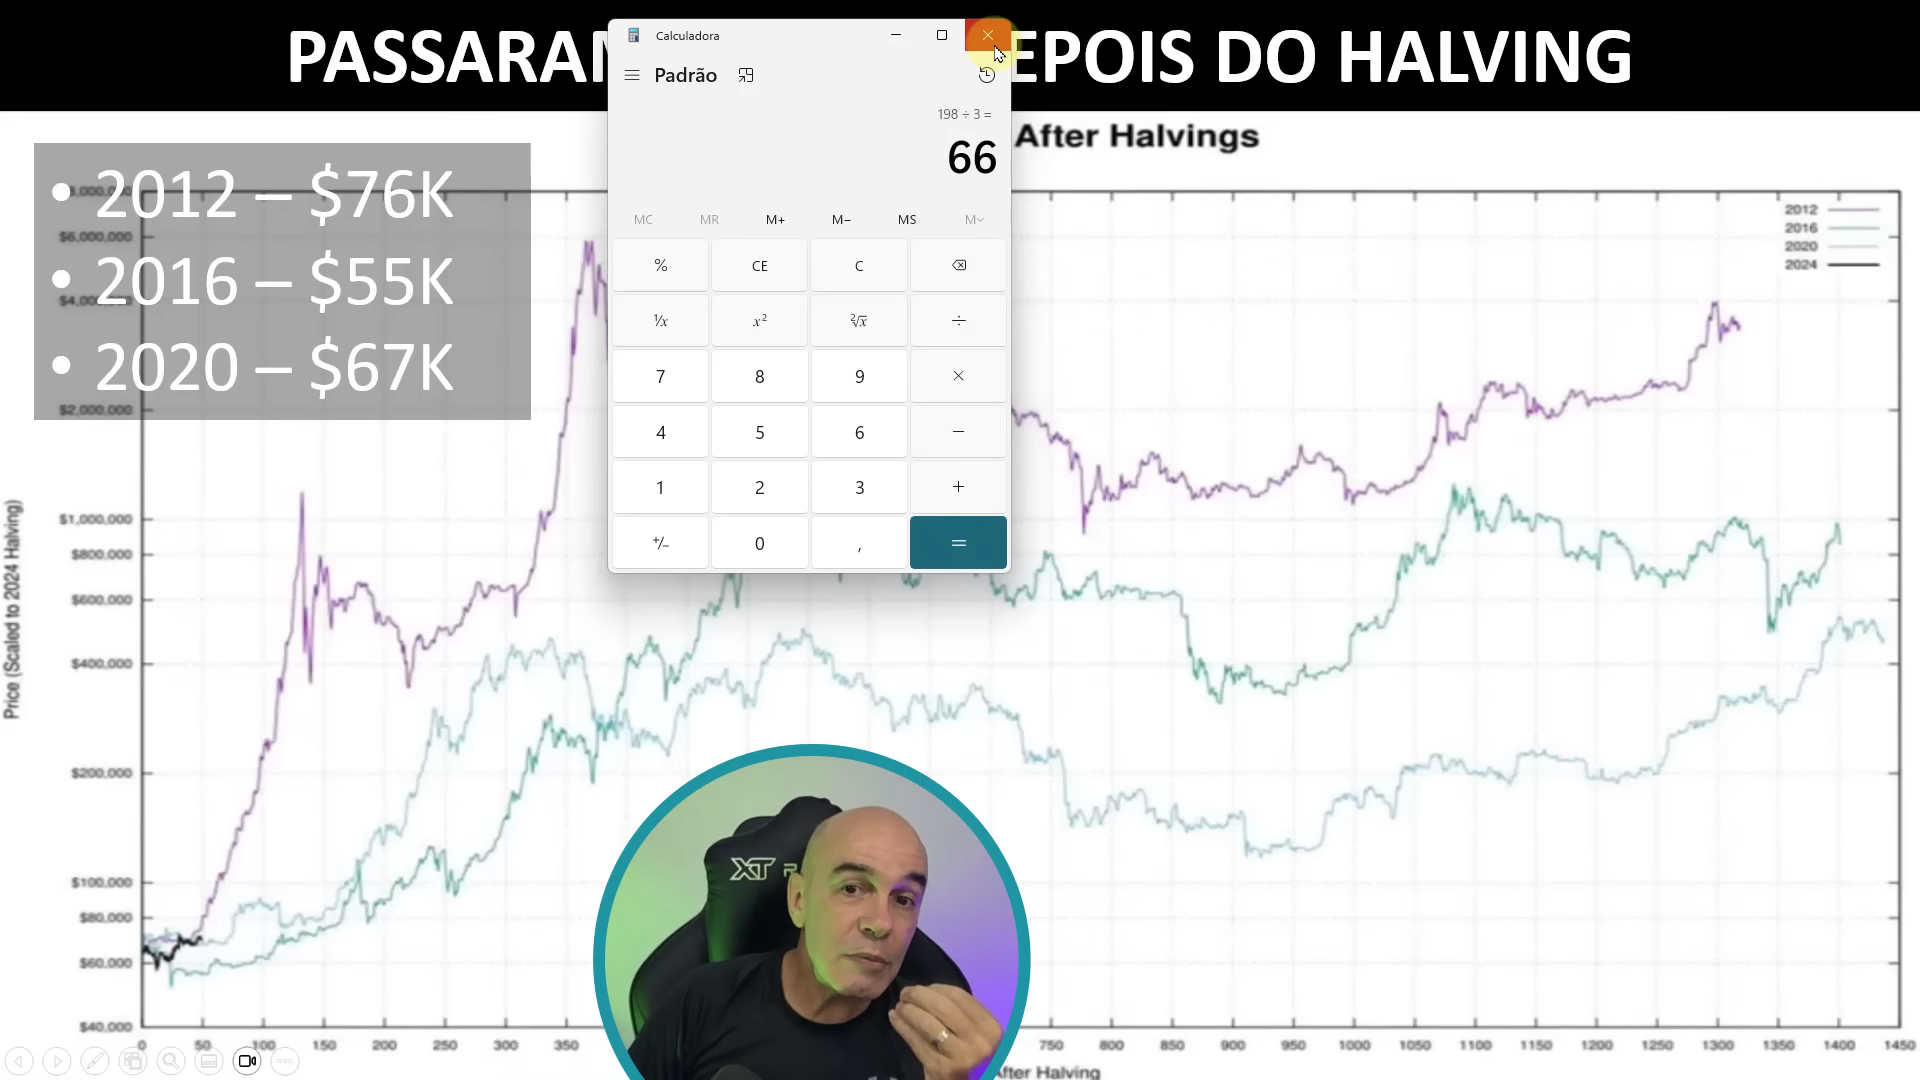 PASSARAM EPOIS DO HALVING
After Halvings
Calculadora
Padrão
198 ÷ 3 =
66
MC MR M+ M− MS M˅
% CE C
¹/x x² ²√x ÷
7 8 9 ×
4 5 6 −
1 2 3 +
+/− 0 , =
• 2012 – $76K
• 2016 – $55K
• 2020 – $67K
2012
2016
2020
2024
Price (Scaled to 2024 Halving)
$6,000,000
$2,000,000
$1,000,000
$800,000
$600,000
$400,000
$200,000
$100,000
$80,000
$60,000
$40,000
0 50 100 150 200 250 300 350 750 800 850 900 950 1000 1050 1100 1150 1200 1250 1300 1350 1400 1450
After Halving
XT